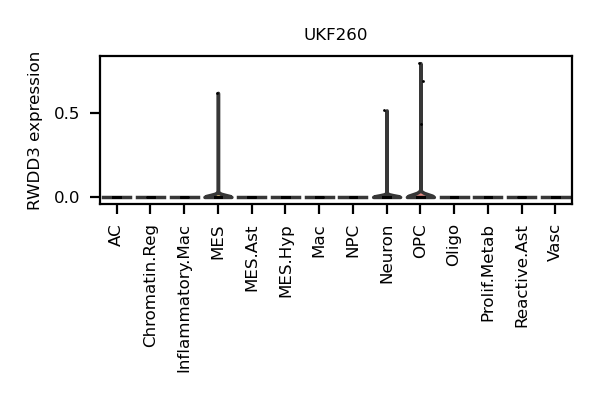 UKF260
RWDD3 expression
0.5
0.0
AC
Chromatin.Reg
Inflammatory.Mac
MES
MES.Ast
MES.Hyp
Mac
NPC
Neuron
OPC
Oligo
Prolif.Metab
Reactive.Ast
Vasc